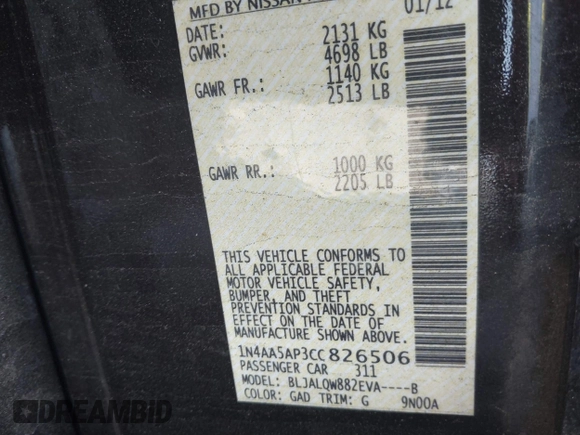 MFD BY NISSAN
01/12
DATE:
GVWR: 2131 KG
4698 LB
GAWR FR.: 1140 KG
2513 LB
GAWR RR.: 1000 KG
2205 LB
THIS VEHICLE CONFORMS TO
ALL APPLICABLE FEDERAL
MOTOR VEHICLE SAFETY,
BUMPER, AND THEFT
PREVENTION STANDARDS IN
EFFECT ON THE DATE OF
MANUFACTURE SHOWN ABOVE.
1N4AA5AP3CC826506
PASSENGER CAR 311
MODEL: BLJALQW882EVA----B
COLOR: GAD TRIM: G 9N00A
EPICBID AMERICA